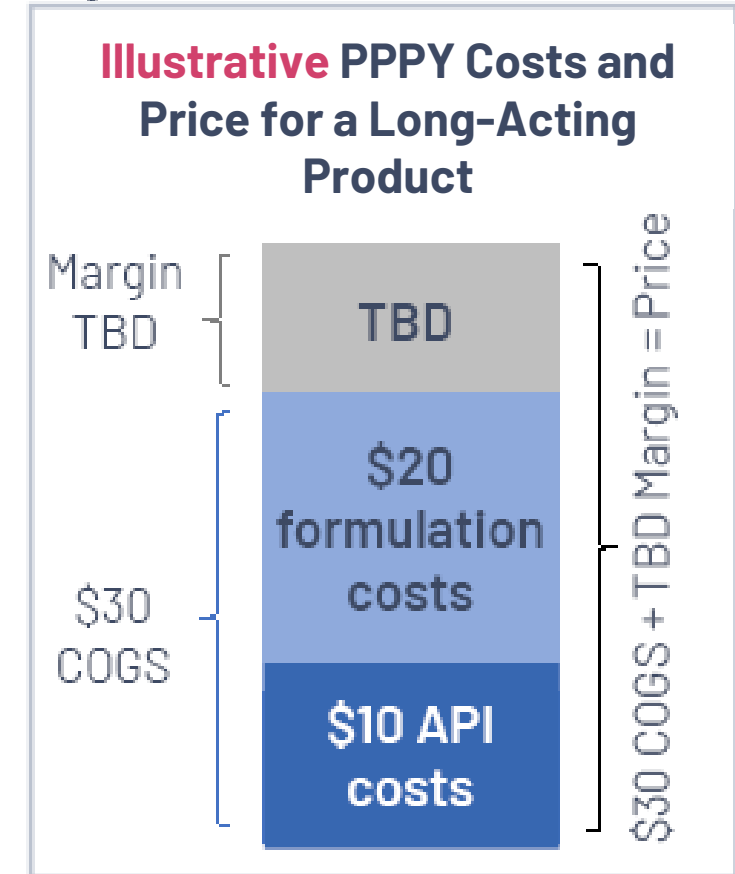 Illustrative PPPY Costs and
Price for a Long-Acting
Product
Margin
TBD
TBD
$20
formulation
costs
$30
COGS
$10 API
costs
$30 COGS + TBD Margin = Price